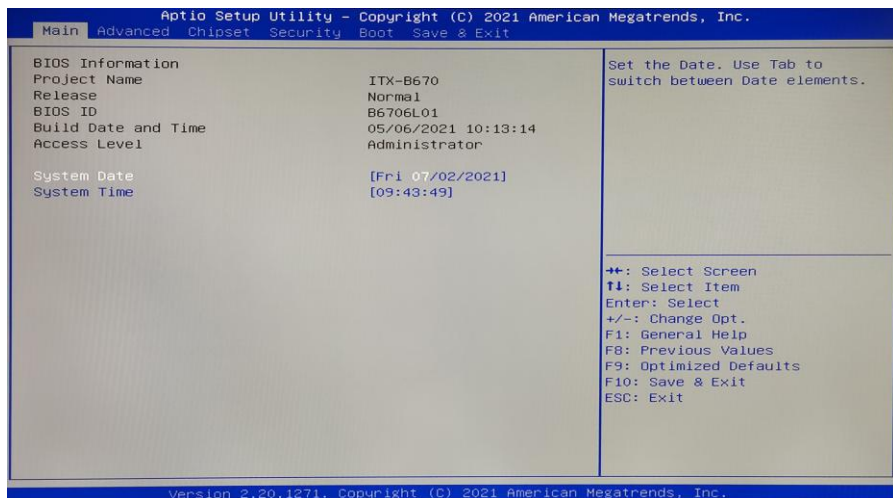 Aptio Setup Utility – Copyright (C) 2021 American Megatrends, Inc.
Main Advanced Chipset Security Boot Save & Exit
BIOS Information
Project Name ITX-B670
Release Normal
BIOS ID B6706L01
Build Date and Time 05/06/2021 10:13:14
Access Level Administrator
System Date [Fri 07/02/2021]
System Time [09:43:49]
Set the Date. Use Tab to
switch between Date elements.
→←: Select Screen
↑↓: Select Item
Enter: Select
+/-: Change Opt.
F1: General Help
F8: Previous Values
F9: Optimized Defaults
F10: Save & Exit
ESC: Exit
Version 2.20.1271. Copyright (C) 2021 American Megatrends, Inc.